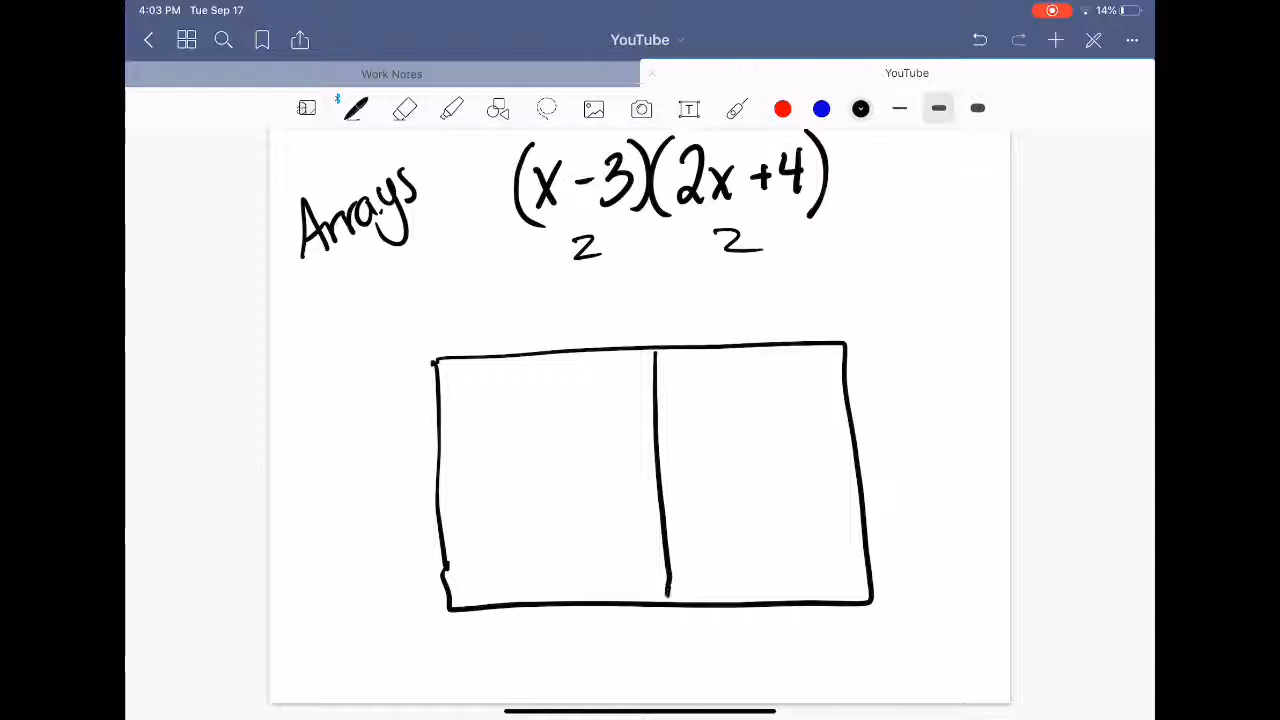 4:03 PM Tue Sep 17 14%
YouTube
Work Notes YouTube
Arrays (x-3)(2x+4)
2 2